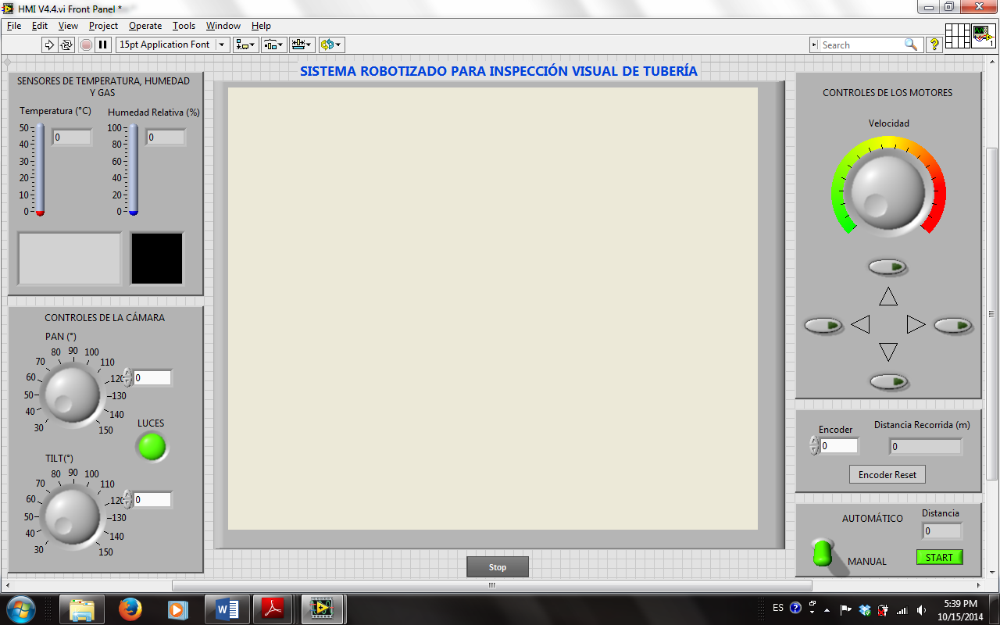 HMI V4.4.vi Front Panel *
File Edit View Project Operate Tools Window Help
15pt Application Font
Search
?
1
SISTEMA ROBOTIZADO PARA INSPECCIÓN VISUAL DE TUBERÍA
SENSORES DE TEMPERATURA, HUMEDAD
Y GAS
Temperatura (°C)
Humedad Relativa (%)
50
40
30
20
10
0
0
100
80
60
40
20
0
0
CONTROLES DE LA CÁMARA
PAN (°)
30
40
50
60
70
80
90
100
110
120
130
140
150
0
LUCES
TILT(°)
30
40
50
60
70
80
90
100
110
120
130
140
150
0
Stop
CONTROLES DE LOS MOTORES
Velocidad
Encoder
0
Distancia Recorrida (m)
0
Encoder Reset
AUTOMÁTICO
MANUAL
Distancia
0
START
W
ES
?
5:39 PM
10/15/2014